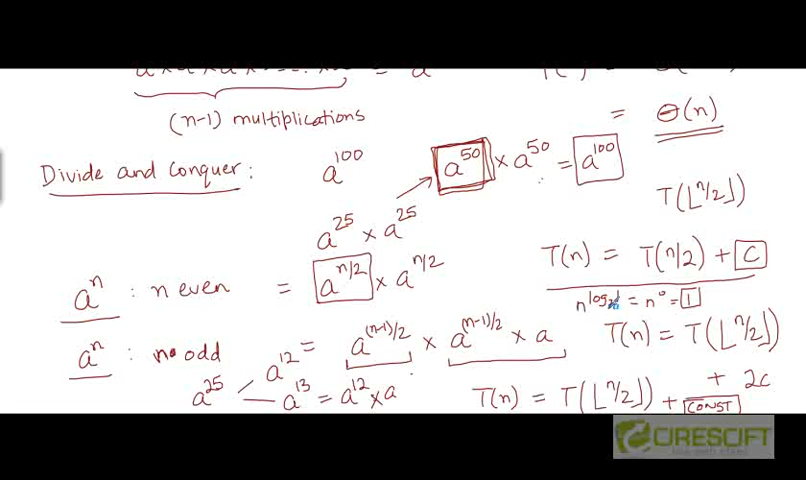 (n-1) multiplications
= Θ(n)
Divide and Conquer: a^100 a^50 × a^50 = a^100
T(⌊n/2⌋)
a^25 × a^25
T(n) = T(n/2) + C
a^n : n even = a^(n/2) × a^(n/2)
= n^0 = 1
a^n : n odd = a^((n-1)/2) × a^((n-1)/2) × a
T(n) = T(⌊n/2⌋)
+ 2c
a^25 a^12
a^13 = a^12 × a
T(n) = T(⌊n/2⌋) + CONST
CIRESCIFT